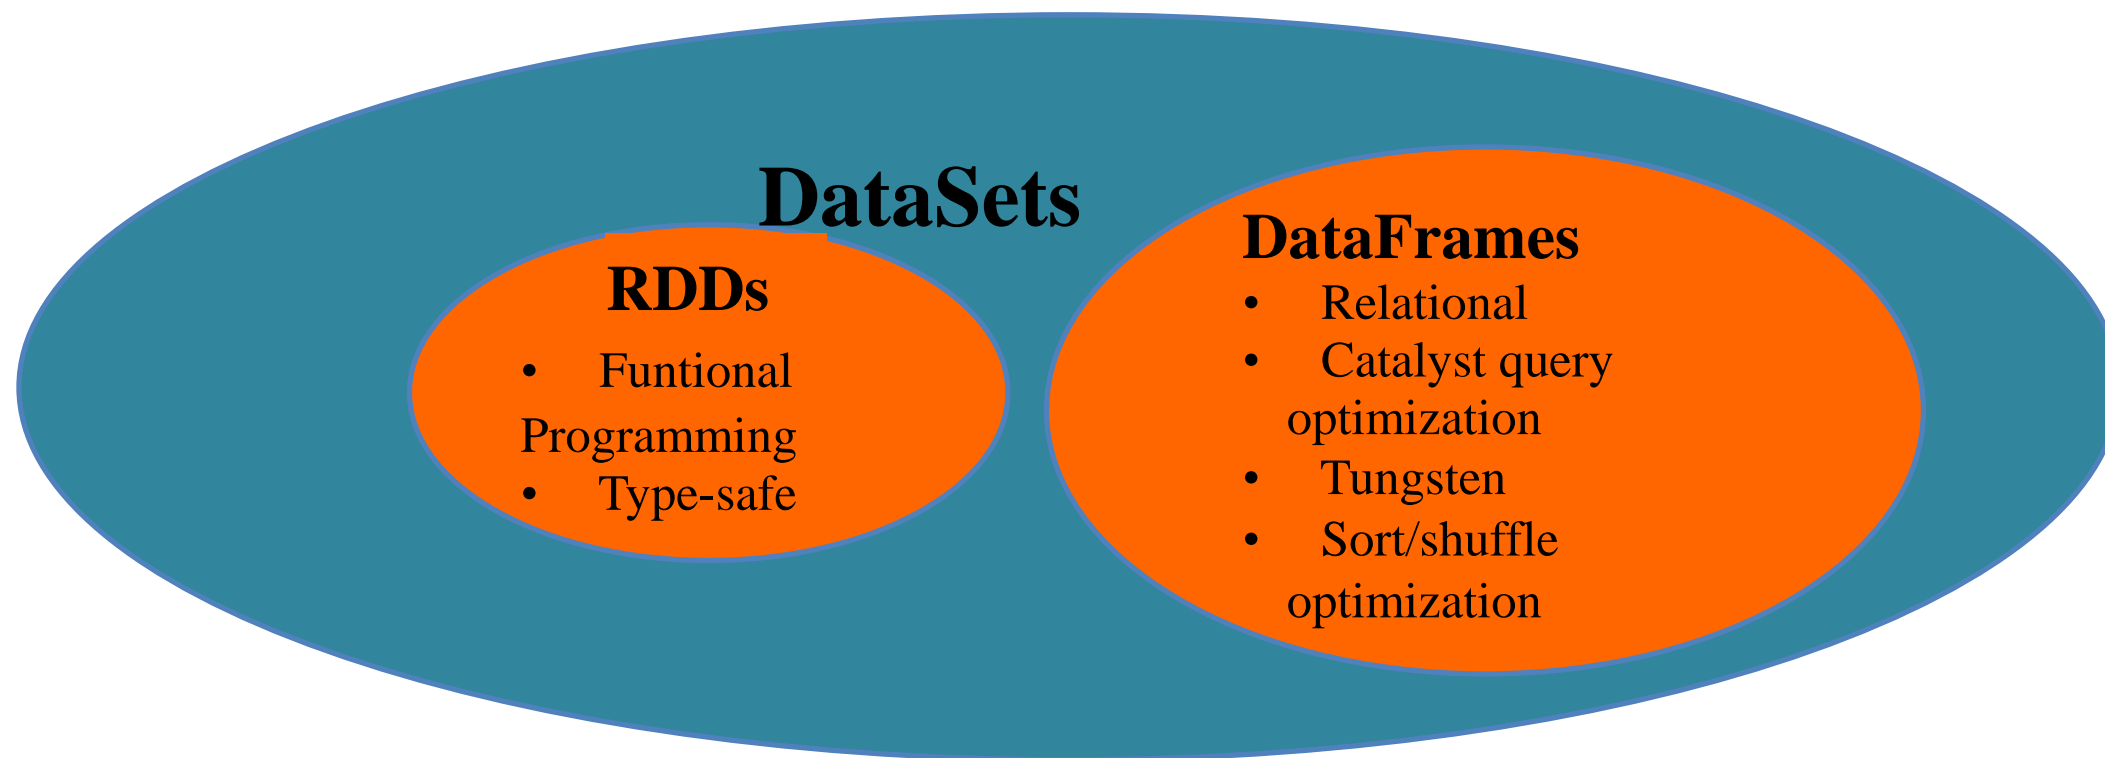 DataSets
RDDs
• Funtional
Programming
• Type-safe
DataFrames
• Relational
• Catalyst query
optimization
• Tungsten
• Sort/shuffle
optimization